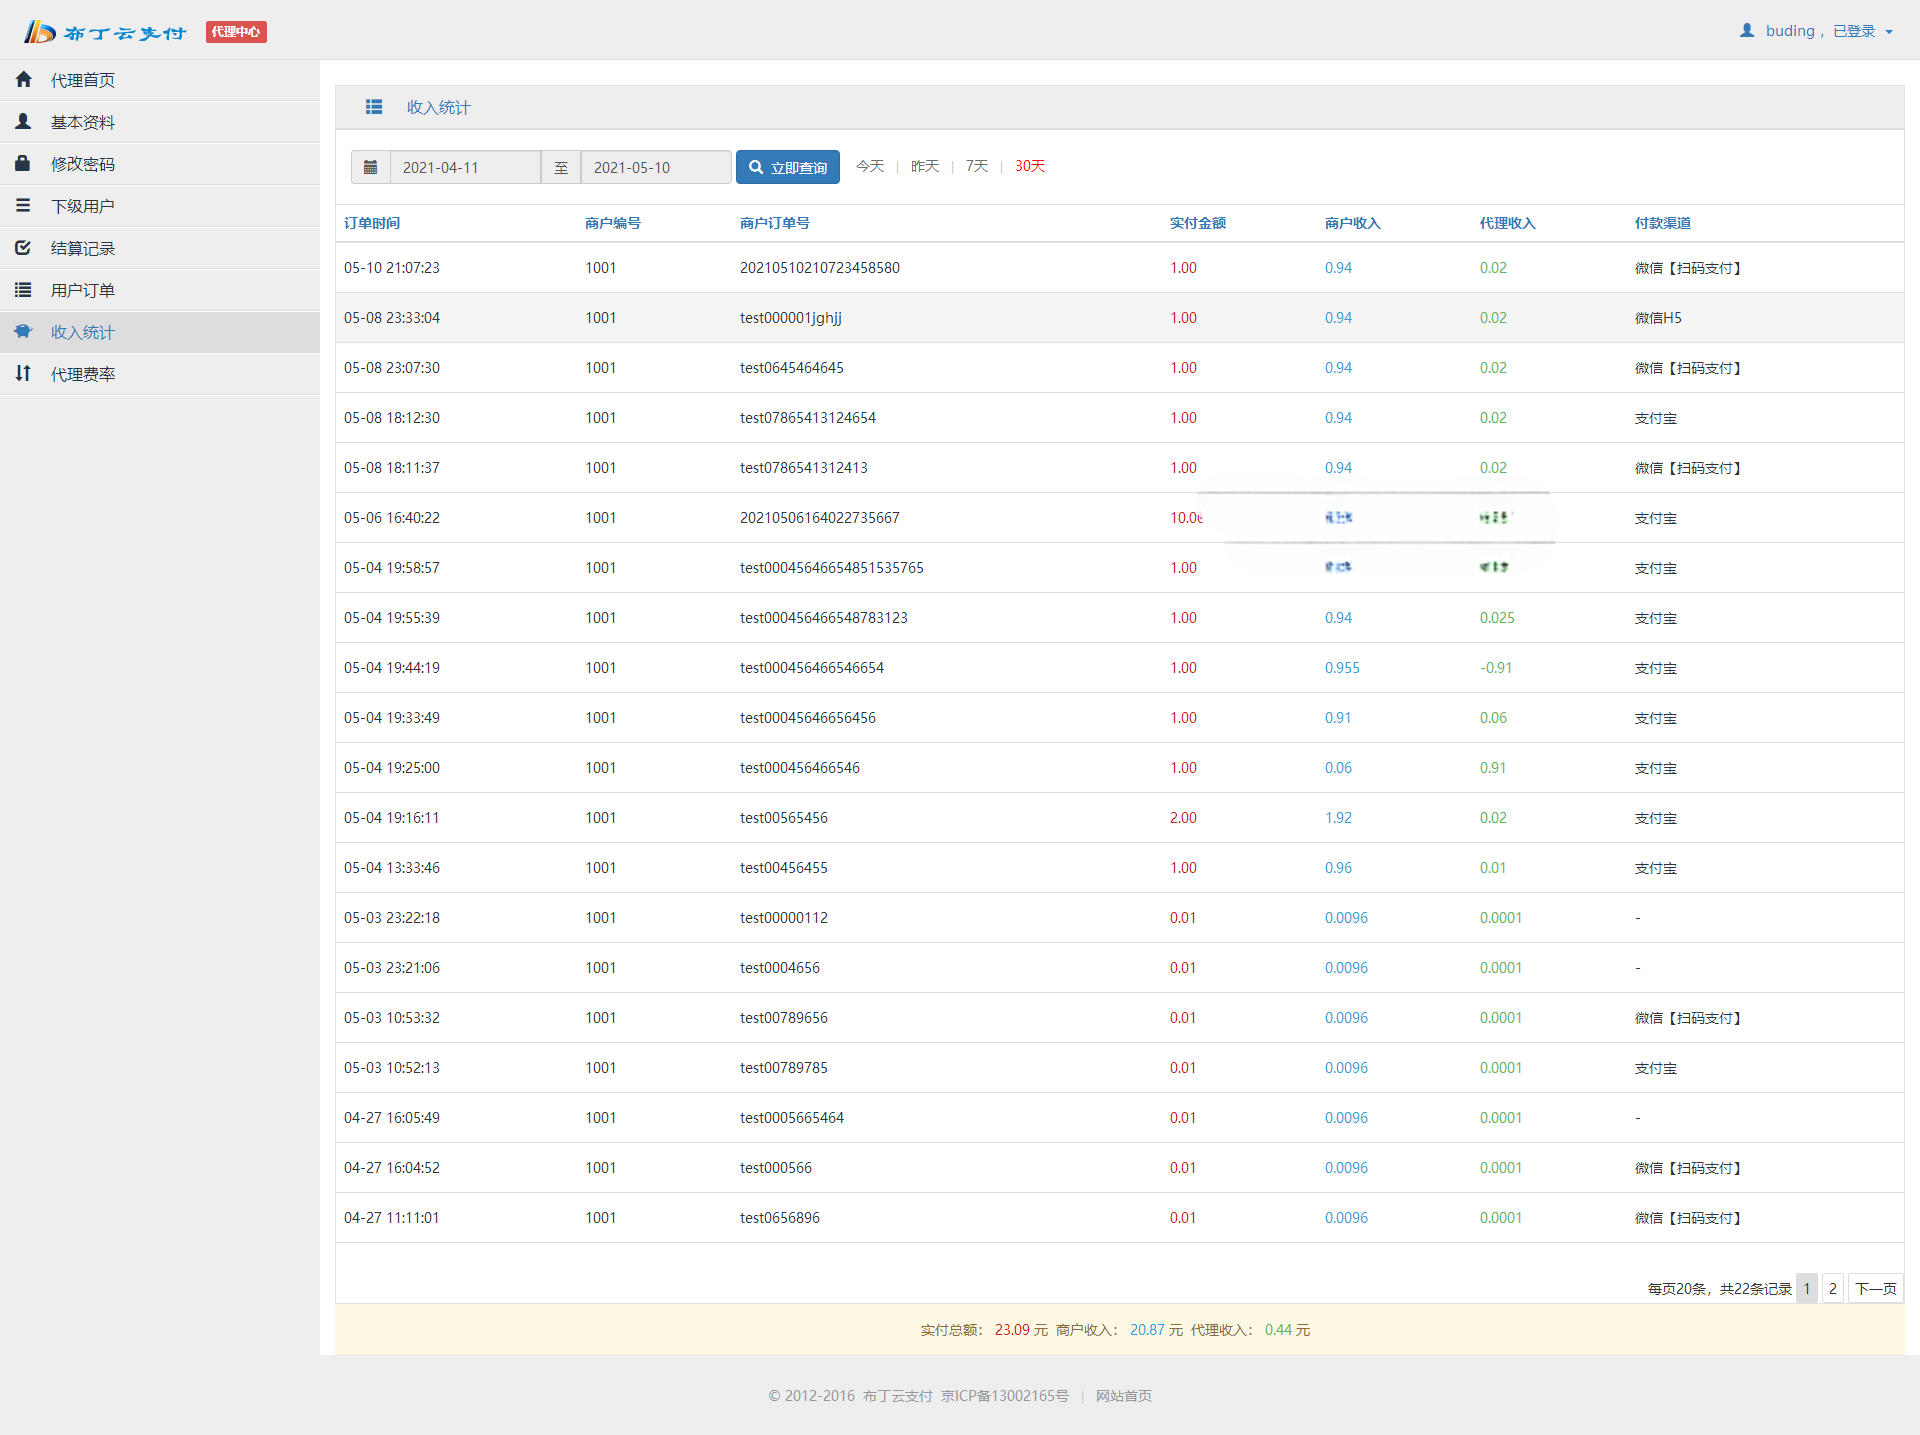 布丁云支付 代理中心 buding， 已登录
代理首页
基本资料
修改密码
下级用户
结算记录
用户订单
收入统计
代理费率
收入统计
2021-04-11 至 2021-05-10 立即查询 今天 | 昨天 | 7天 | 30天
订单时间 商户编号 商户订单号 实付金额 商户收入 代理收入 付款渠道
05-10 21:07:23 1001 20210510210723458580 1.00 0.94 0.02 微信【扫码支付】
05-08 23:33:04 1001 test000001jghjj 1.00 0.94 0.02 微信H5
05-08 23:07:30 1001 test0645464645 1.00 0.94 0.02 微信【扫码支付】
05-08 18:12:30 1001 test07865413124654 1.00 0.94 0.02 支付宝
05-08 18:11:37 1001 test0786541312413 1.00 0.94 0.02 微信【扫码支付】
05-06 16:40:22 1001 20210506164022735667 10.0 支付宝
05-04 19:58:57 1001 test00045646654851535765 1.00 支付宝
05-04 19:55:39 1001 test000456466548783123 1.00 0.94 0.025 支付宝
05-04 19:44:19 1001 test000456466546654 1.00 0.955 -0.91 支付宝
05-04 19:33:49 1001 test00045646656456 1.00 0.91 0.06 支付宝
05-04 19:25:00 1001 test000456466546 1.00 0.06 0.91 支付宝
05-04 19:16:11 1001 test00565456 2.00 1.92 0.02 支付宝
05-04 13:33:46 1001 test00456455 1.00 0.96 0.01 支付宝
05-03 23:22:18 1001 test00000112 0.01 0.0096 0.0001 -
05-03 23:21:06 1001 test0004656 0.01 0.0096 0.0001 -
05-03 10:53:32 1001 test00789656 0.01 0.0096 0.0001 微信【扫码支付】
05-03 10:52:13 1001 test00789785 0.01 0.0096 0.0001 支付宝
04-27 16:05:49 1001 test0005665464 0.01 0.0096 0.0001 -
04-27 16:04:52 1001 test000566 0.01 0.0096 0.0001 微信【扫码支付】
04-27 11:11:01 1001 test0656896 0.01 0.0096 0.0001 微信【扫码支付】
每页20条，共22条记录 1 2 下一页
实付总额： 23.09 元 商户收入： 20.87 元 代理收入： 0.44 元
© 2012-2016 布丁云支付 京ICP备13002165号 | 网站首页